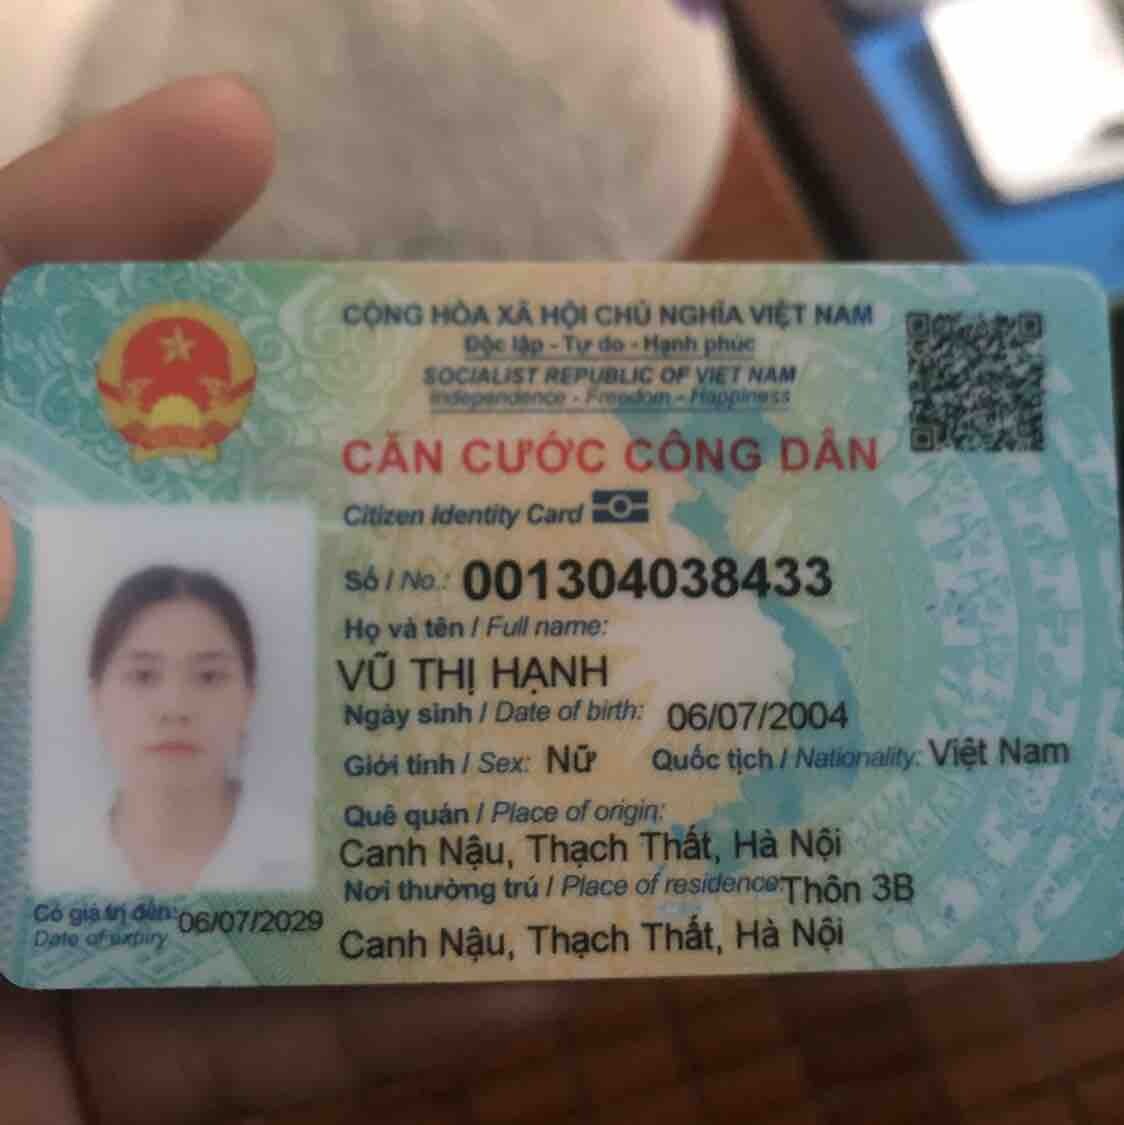 CỘNG HÒA XÃ HỘI CHỦ NGHĨA VIỆT NAM
Độc lập - Tự do - Hạnh phúc
SOCIALIST REPUBLIC OF VIET NAM
Independence - Freedom - Happiness
CĂN CƯỚC CÔNG DÂN
Citizen Identity Card
Số / No.: 001304038433
Họ và tên / Full name:
VŨ THỊ HẠNH
Ngày sinh / Date of birth: 06/07/2004
Giới tính / Sex: Nữ Quốc tịch / Nationality: Việt Nam
Quê quán / Place of origin:
Canh Nậu, Thạch Thất, Hà Nội
Nơi thường trú / Place of residence: Thôn 3B
Canh Nậu, Thạch Thất, Hà Nội
Có giá trị đến: 06/07/2029
Date of expiry